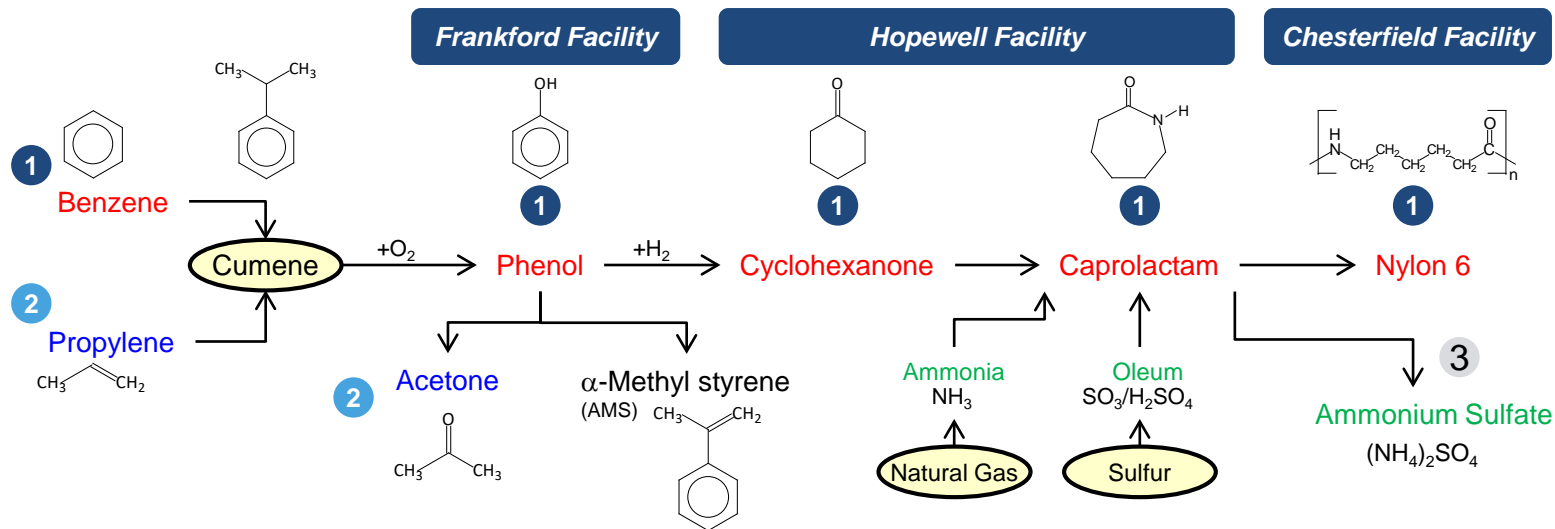 Frankford Facility
Hopewell Facility
Chesterfield Facility
CH₃ CH₃
OH
O
O
N H
H
N
CH₂ CH₂ CH₂ CH₂ CH₂
O
C
n
1
Benzene
1
1
1
1
Cumene
+O₂
Phenol
+H₂
Cyclohexanone
Caprolactam
Nylon 6
2
Propylene
CH₃ CH₂
2
Acetone
O
CH₃ CH₃
α-Methyl styrene
(AMS)
CH₃ CH₂
Ammonia
NH₃
Natural Gas
Oleum
SO₃/H₂SO₄
Sulfur
3
Ammonium Sulfate
(NH₄)₂SO₄